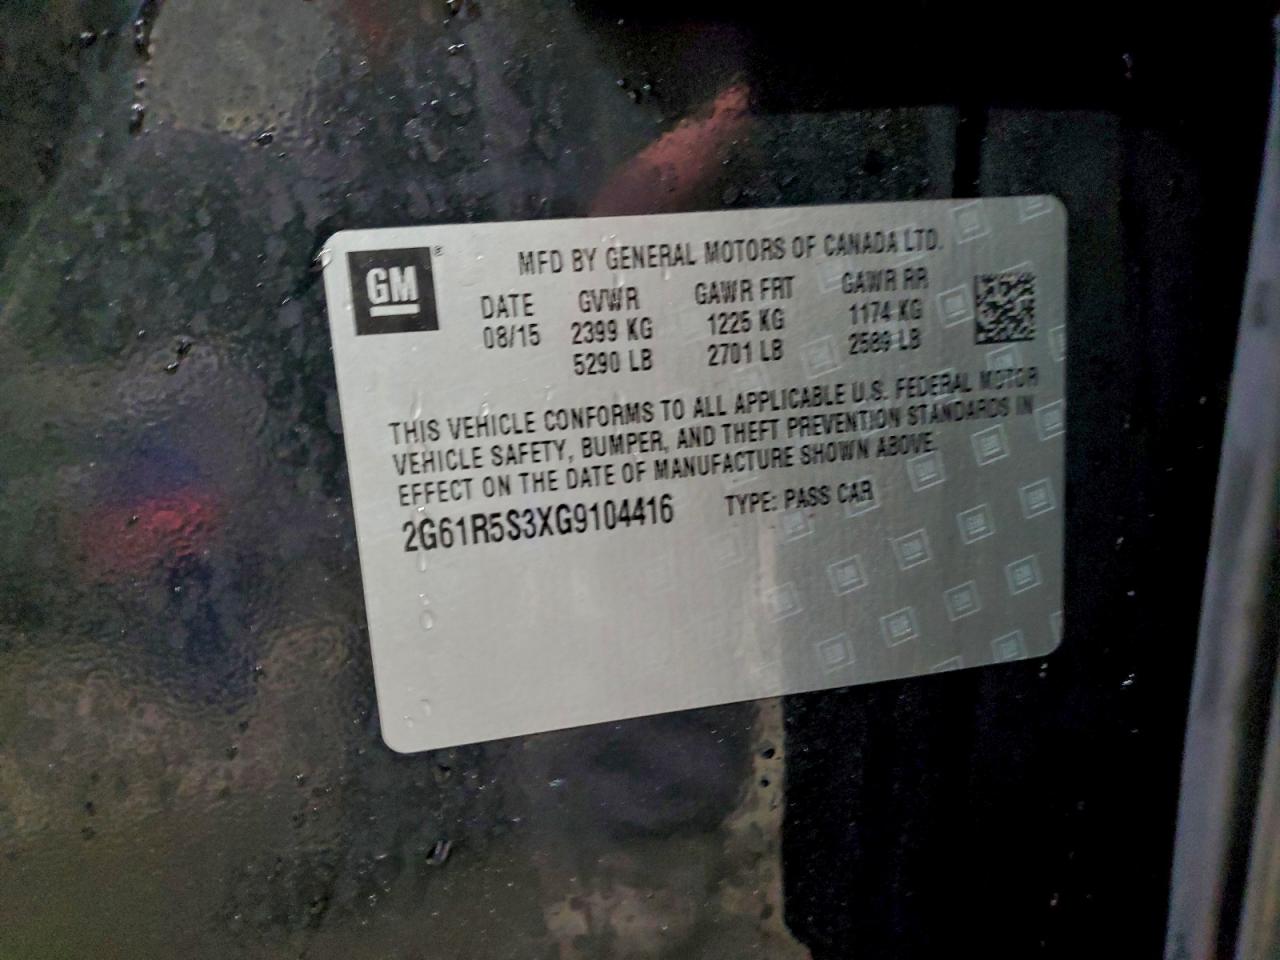 GM®
MFD BY GENERAL MOTORS OF CANADA LTD.
DATE GVWR GAWR FRT GAWR RR
08/15 2399 KG 1225 KG 1174 KG
5290 LB 2701 LB 2589 LB
THIS VEHICLE CONFORMS TO ALL APPLICABLE U.S. FEDERAL MOTOR
VEHICLE SAFETY, BUMPER, AND THEFT PREVENTION STANDARDS IN
EFFECT ON THE DATE OF MANUFACTURE SHOWN ABOVE.
2G61R5S3XG9104416 TYPE: PASS CAR